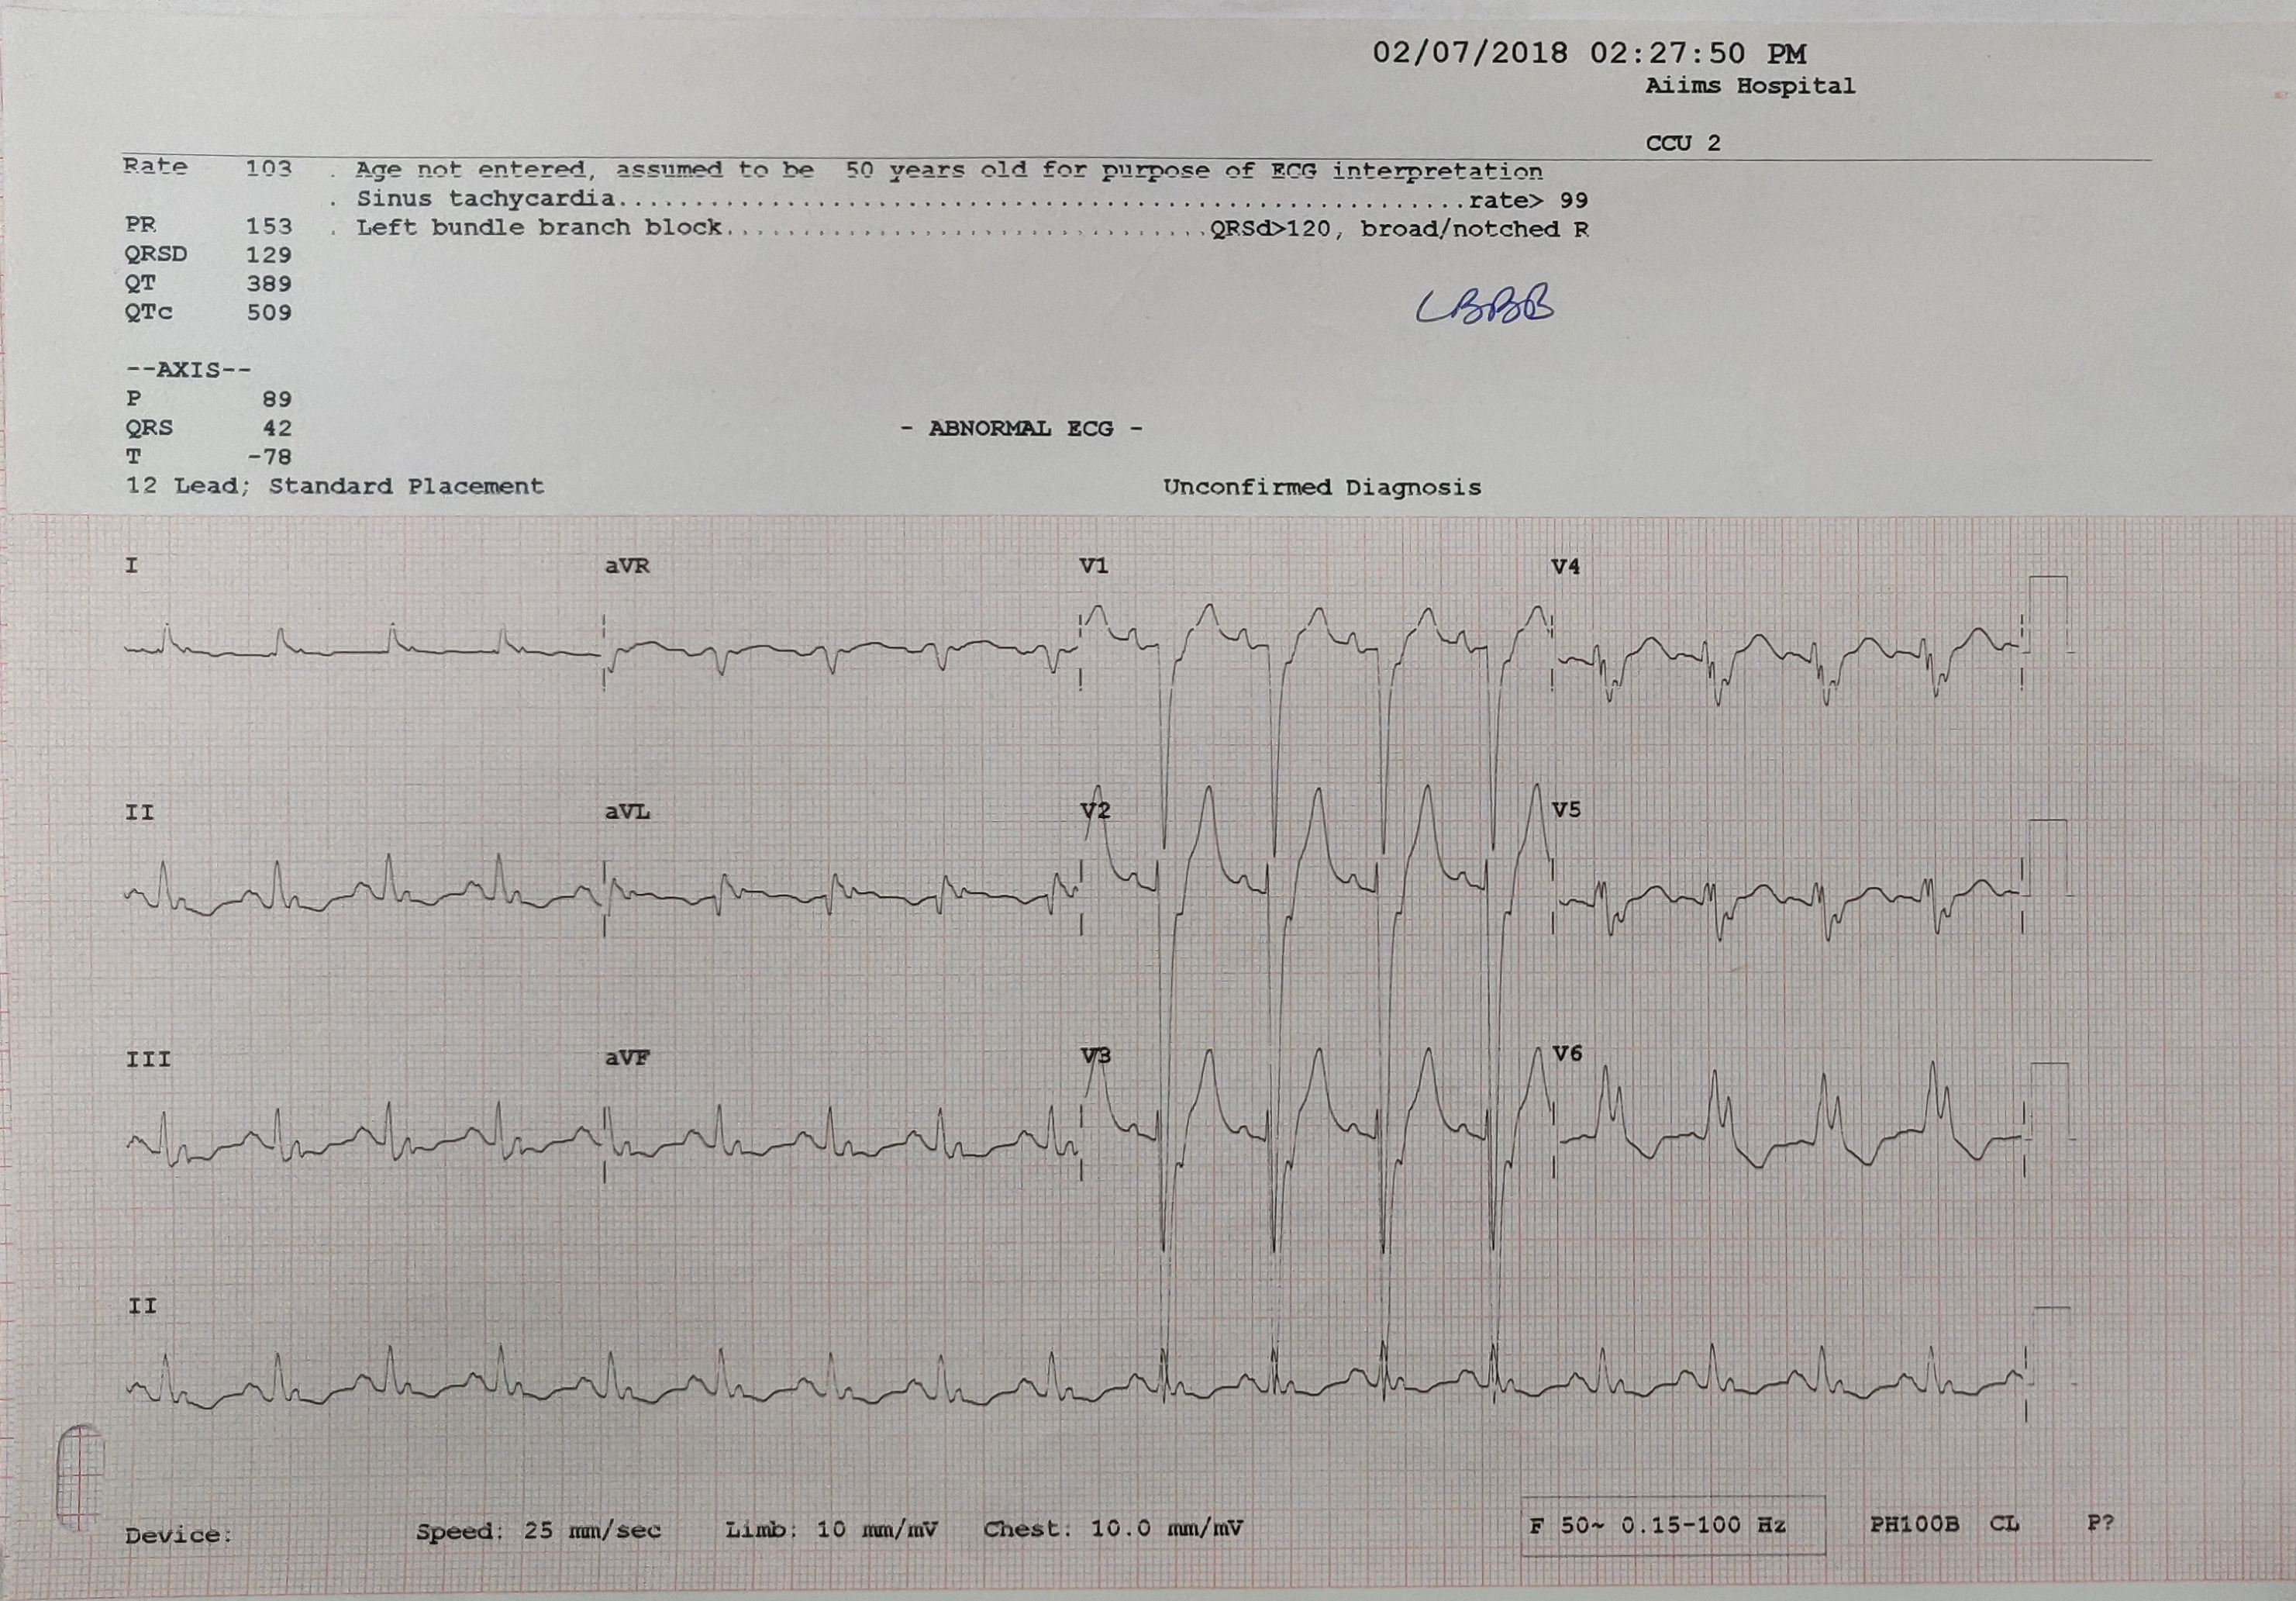 02/07/2018 02:27:50 PM
Aiims Hospital
CCU 2
Rate 103 . Age not entered, assumed to be 50 years old for purpose of ECG interpretation
. Sinus tachycardia......................................................................rate> 99
PR 153 . Left bundle branch block...............................QRSd>120, broad/notched R
QRSD 129
QT 389
QTc 509
LBBB
--AXIS--
P 89
QRS 42
T -78
- ABNORMAL ECG -
12 Lead; Standard Placement
Unconfirmed Diagnosis
I aVR V1 V4
II aVL V2 V5
III aVF V3 V6
II
Device: Speed: 25 mm/sec Limb: 10 mm/mV Chest: 10.0 mm/mV F 50~ 0.15-100 Hz PH100B CL P?